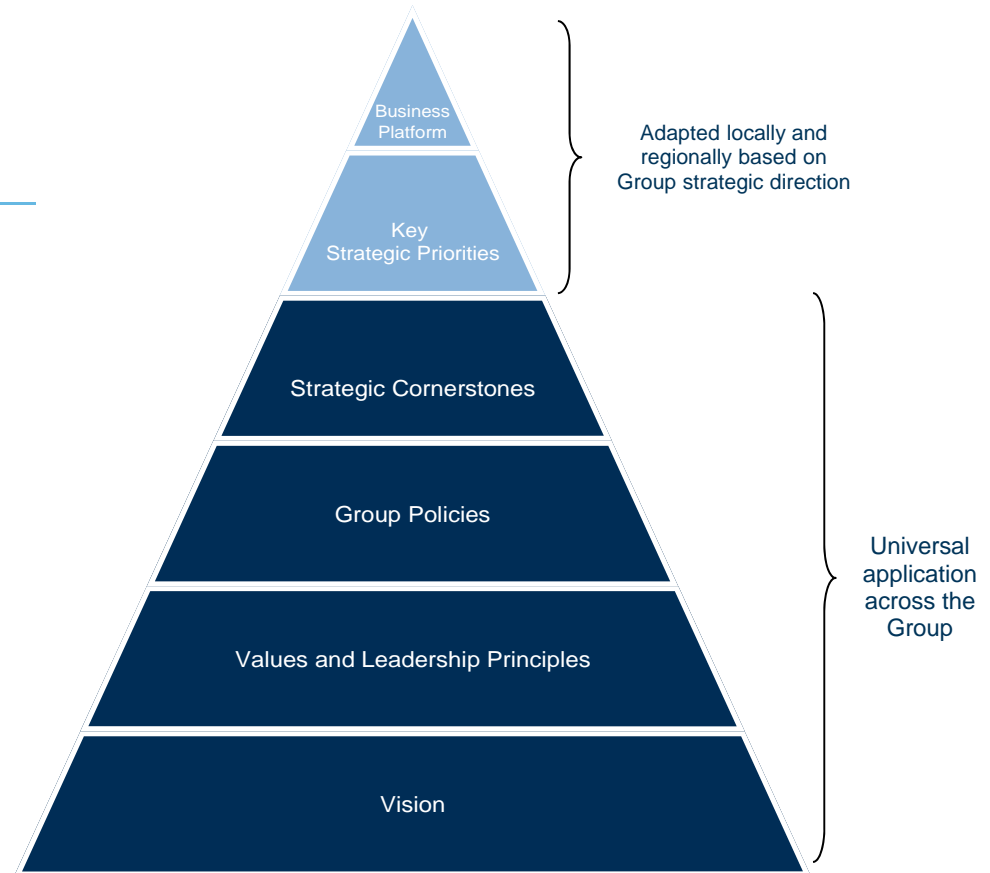 Business
Platform
Adapted locally and
regionally based on
Group strategic direction
Key
Strategic Priorities
Strategic Cornerstones
Group Policies
Universal
application
across the
Group
Values and Leadership Principles
Vision